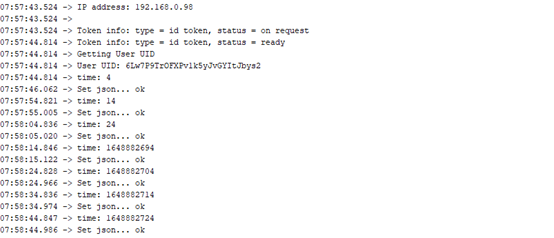 07:57:43.524 -> IP address: 192.168.0.98
07:57:43.524 ->
07:57:43.524 -> Token info: type = id token, status = on request
07:57:44.814 -> Token info: type = id token, status = ready
07:57:44.814 -> Getting User UID
07:57:44.814 -> User UID: 6Lw7P9TrOFXPv1k5yJvGYItJbys2
07:57:44.814 -> time: 4
07:57:46.062 -> Set json... ok
07:57:54.821 -> time: 14
07:57:55.005 -> Set json... ok
07:58:04.836 -> time: 24
07:58:05.020 -> Set json... ok
07:58:14.846 -> time: 1648882694
07:58:15.122 -> Set json... ok
07:58:24.828 -> time: 1648882704
07:58:24.966 -> Set json... ok
07:58:34.836 -> time: 1648882714
07:58:34.974 -> Set json... ok
07:58:44.847 -> time: 1648882724
07:58:44.986 -> Set json... ok